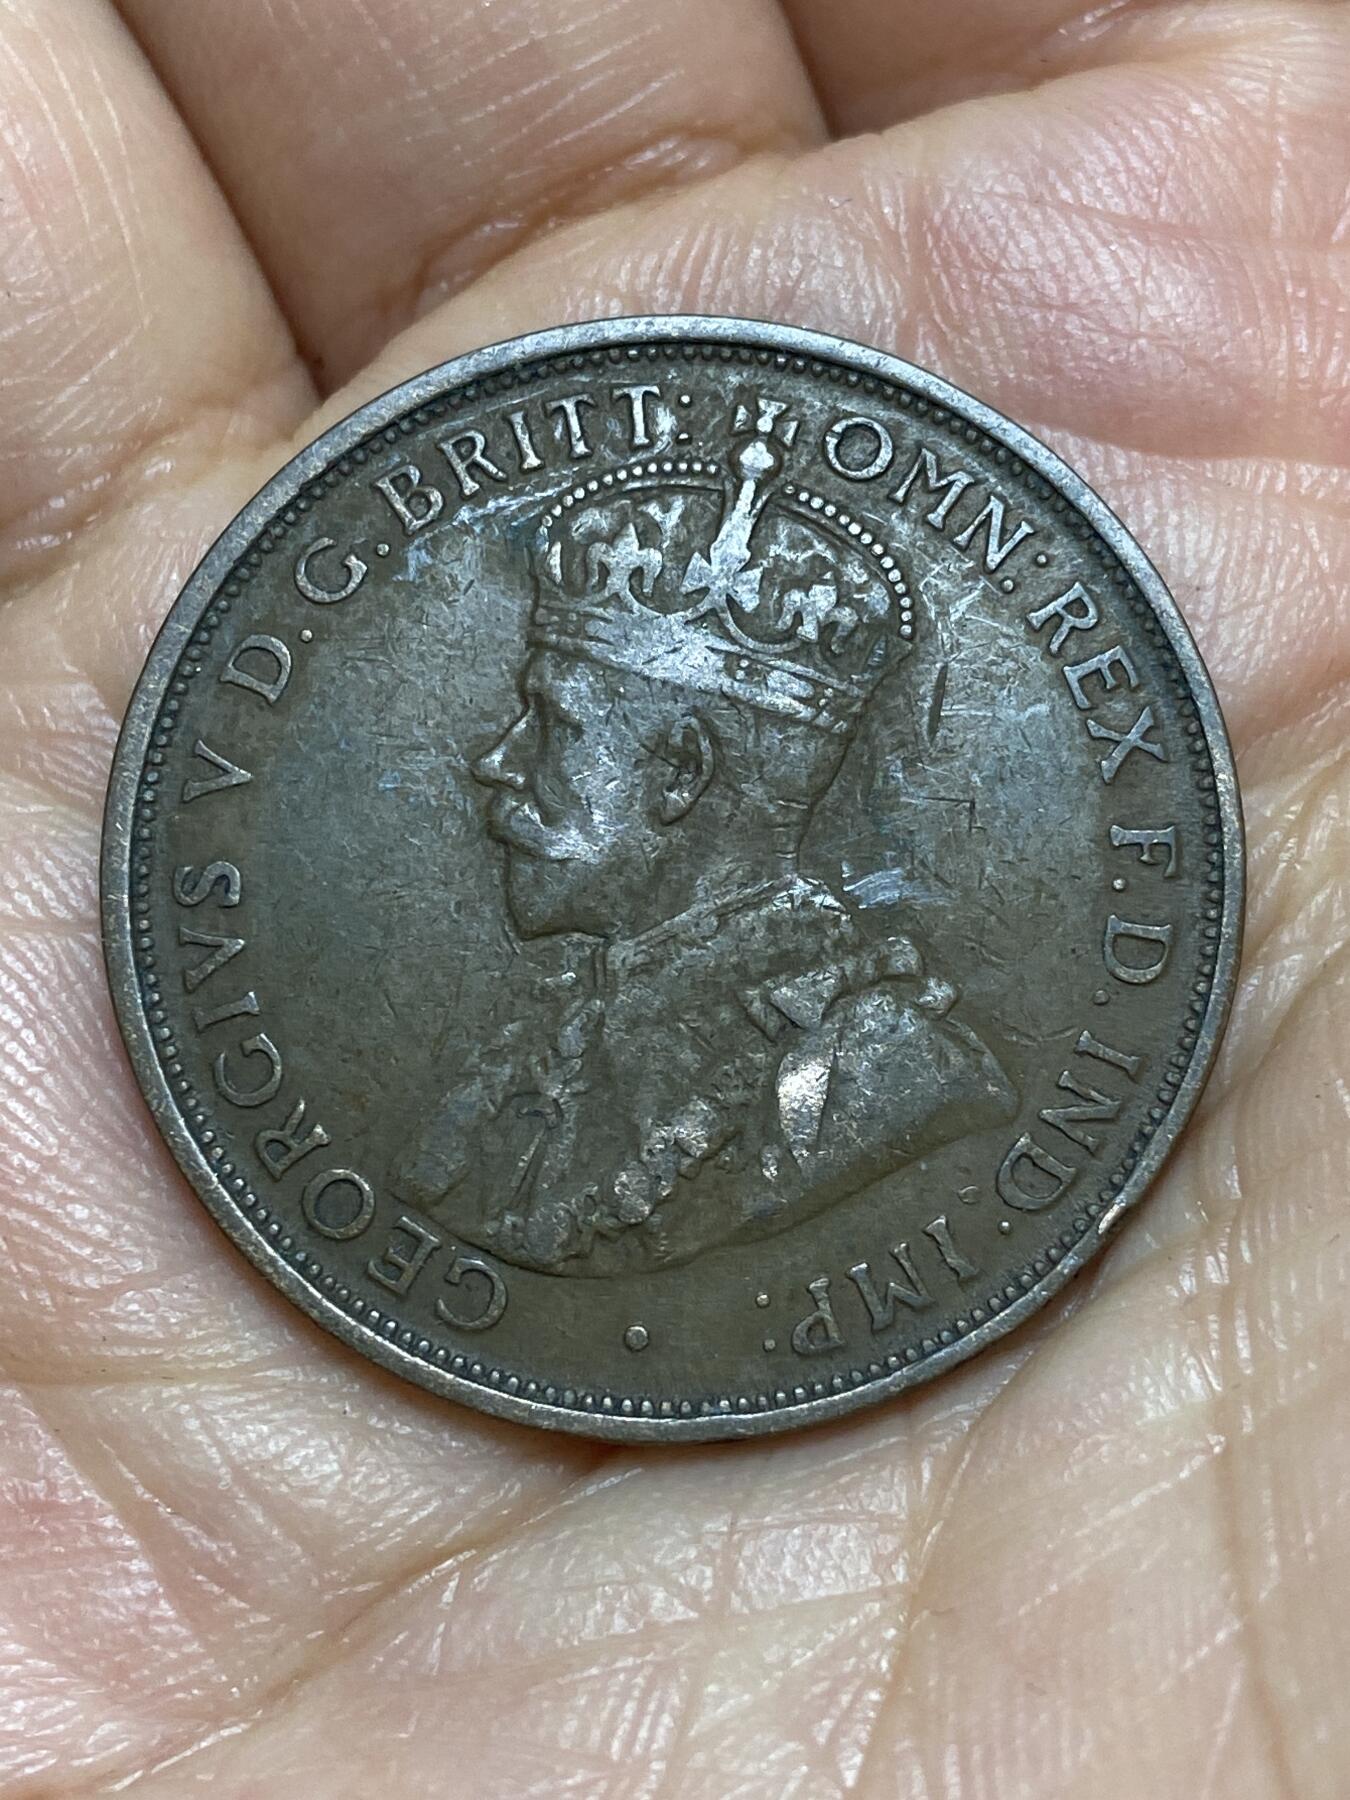 GEORGIVS V D.G.BRITT: OMN: REX F.D.IND: IMP: